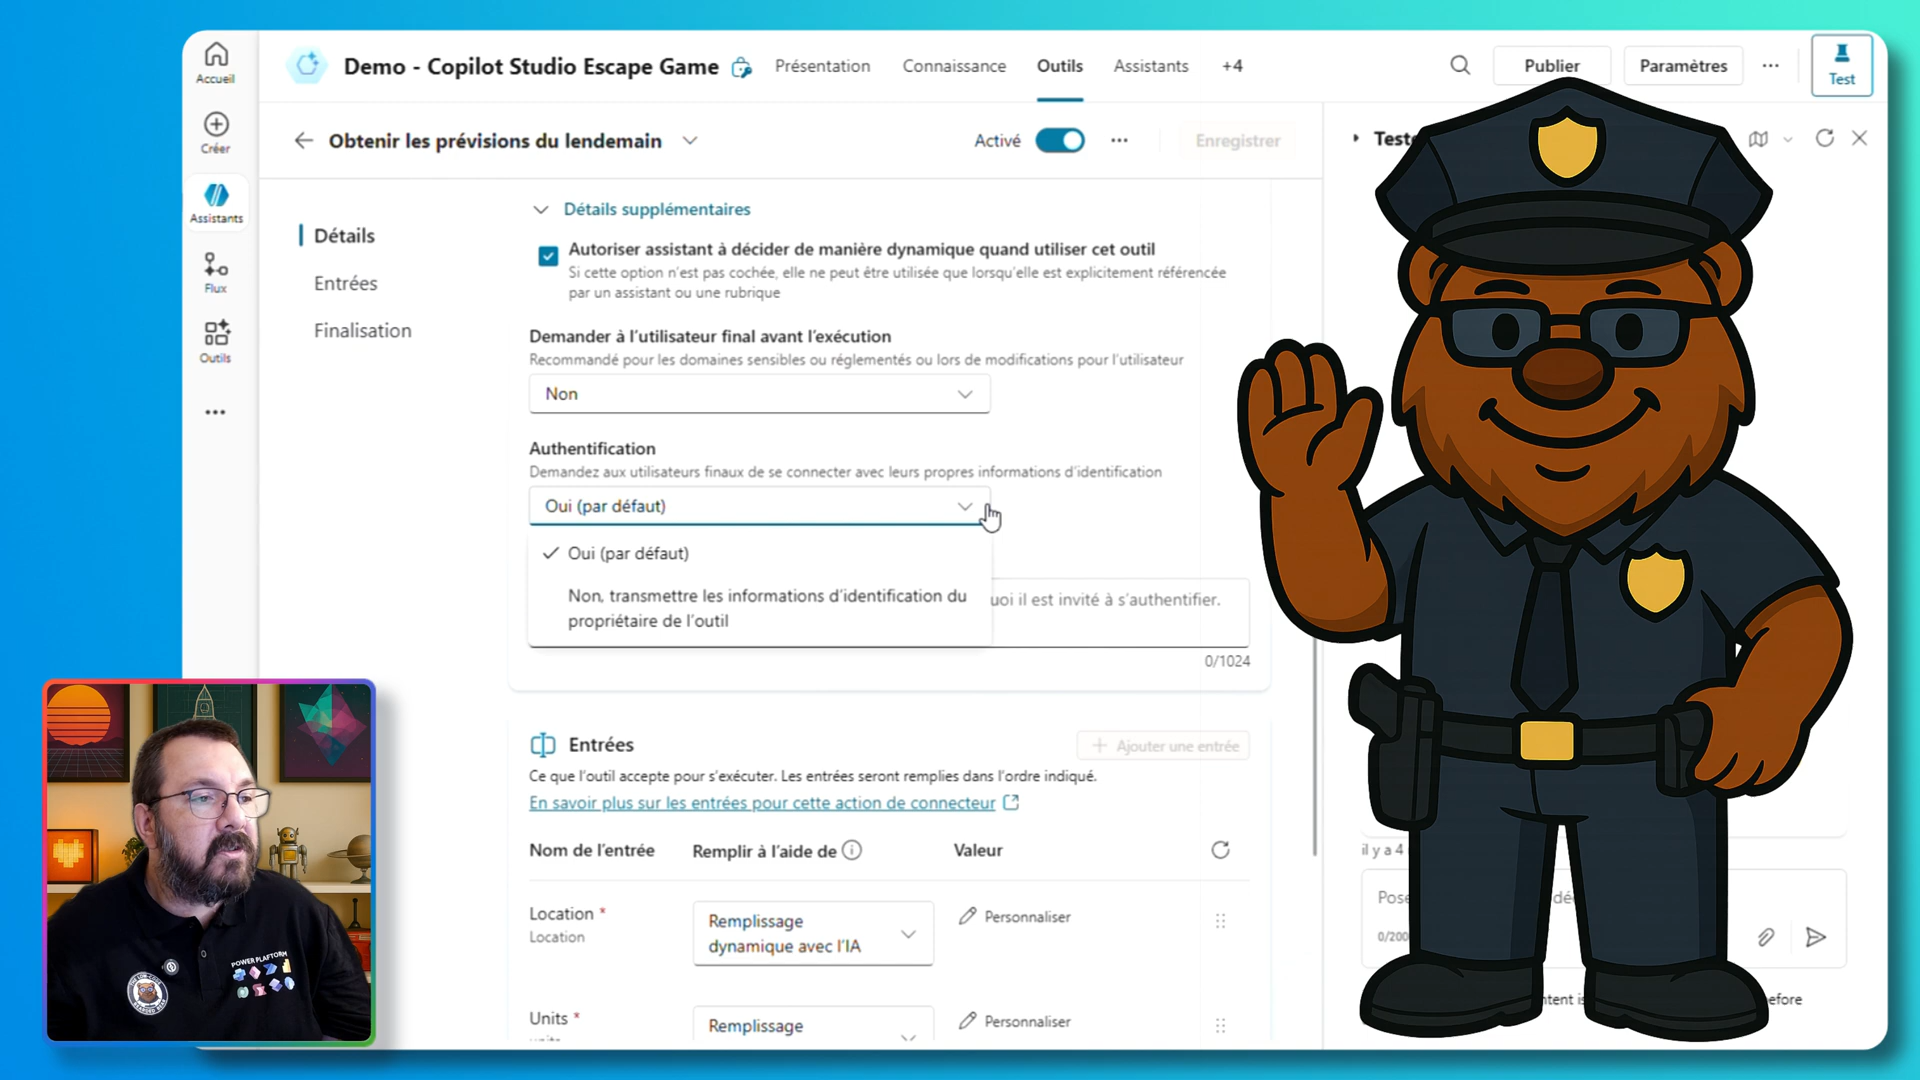 Accueil
Créer
Assistants
Flux
Outils
Demo - Copilot Studio Escape Game
Présentation
Connaissance
Outils
Assistants
+4
Publier
Paramètres
Test
Obtenir les prévisions du lendemain
Activé
Enregistrer
Détails
Entrées
Finalisation
Détails supplémentaires
Autoriser assistant à décider de manière dynamique quand utiliser cet outil
Si cette option n'est pas cochée, elle ne peut être utilisée que lorsqu'elle est explicitement référencée
par un assistant ou une rubrique
Demander à l'utilisateur final avant l'exécution
Recommandé pour les domaines sensibles ou réglementés ou lors de modifications pour l'utilisateur
Non
Authentification
Demandez aux utilisateurs finaux de se connecter avec leurs propres informations d'identification
Oui (par défaut)
Oui (par défaut)
Non, transmettre les informations d'identification du
propriétaire de l'outil
il est invité à s'authentifier.
0/1024
Entrées
Ajouter une entrée
Ce que l'outil accepte pour s'exécuter. Les entrées seront remplies dans l'ordre indiqué.
En savoir plus sur les entrées pour cette action de connecteur
Nom de l'entrée
Remplir à l'aide de
Valeur
Location *
Location
Remplissage
dynamique avec l'IA
Personnaliser
Units *
Remplissage
Personnaliser
il y a 4
POWER PLATFORM